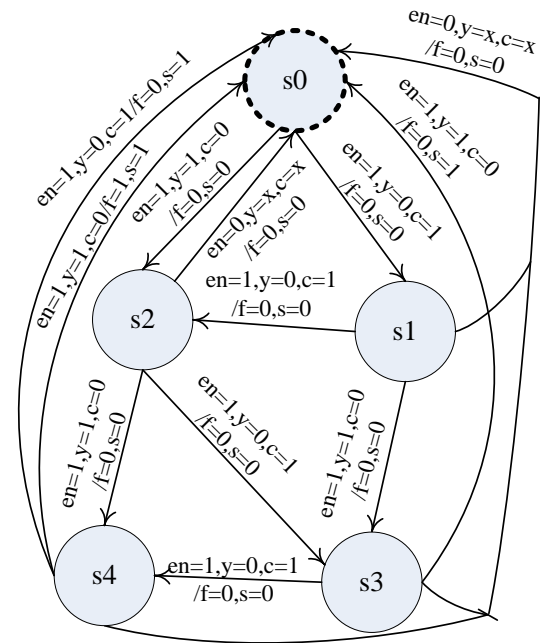 en=0,y=x,c=x
/f=0,s=0
s0
en=1,y=0,c=1/f=0,s=1
en=1,y=1,c=0/f=1,s=1
en=1,y=1,c=0
/f=0,s=0
en=0,y=x,c=x
/f=0,s=0
en=1,y=0,c=1
/f=0,s=0
en=1,y=1,c=0
/f=0,s=1
s2
en=1,y=0,c=1
/f=0,s=0
s1
en=1,y=1,c=0
/f=0,s=0
en=1,y=0,c=1
/f=0,s=0
en=1,y=1,c=0
/f=0,s=0
s4
en=1,y=0,c=1
/f=0,s=0
s3